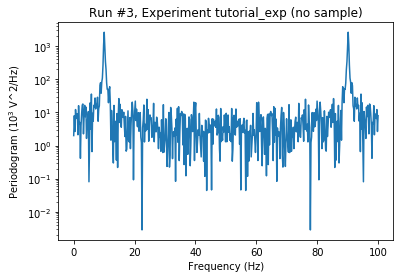 Run #3, Experiment tutorial_exp (no sample)
Periodogram (10³ V^2/Hz)
10³
10²
10¹
10⁰
10⁻¹
10⁻²
0 20 40 60 80 100
Frequency (Hz)